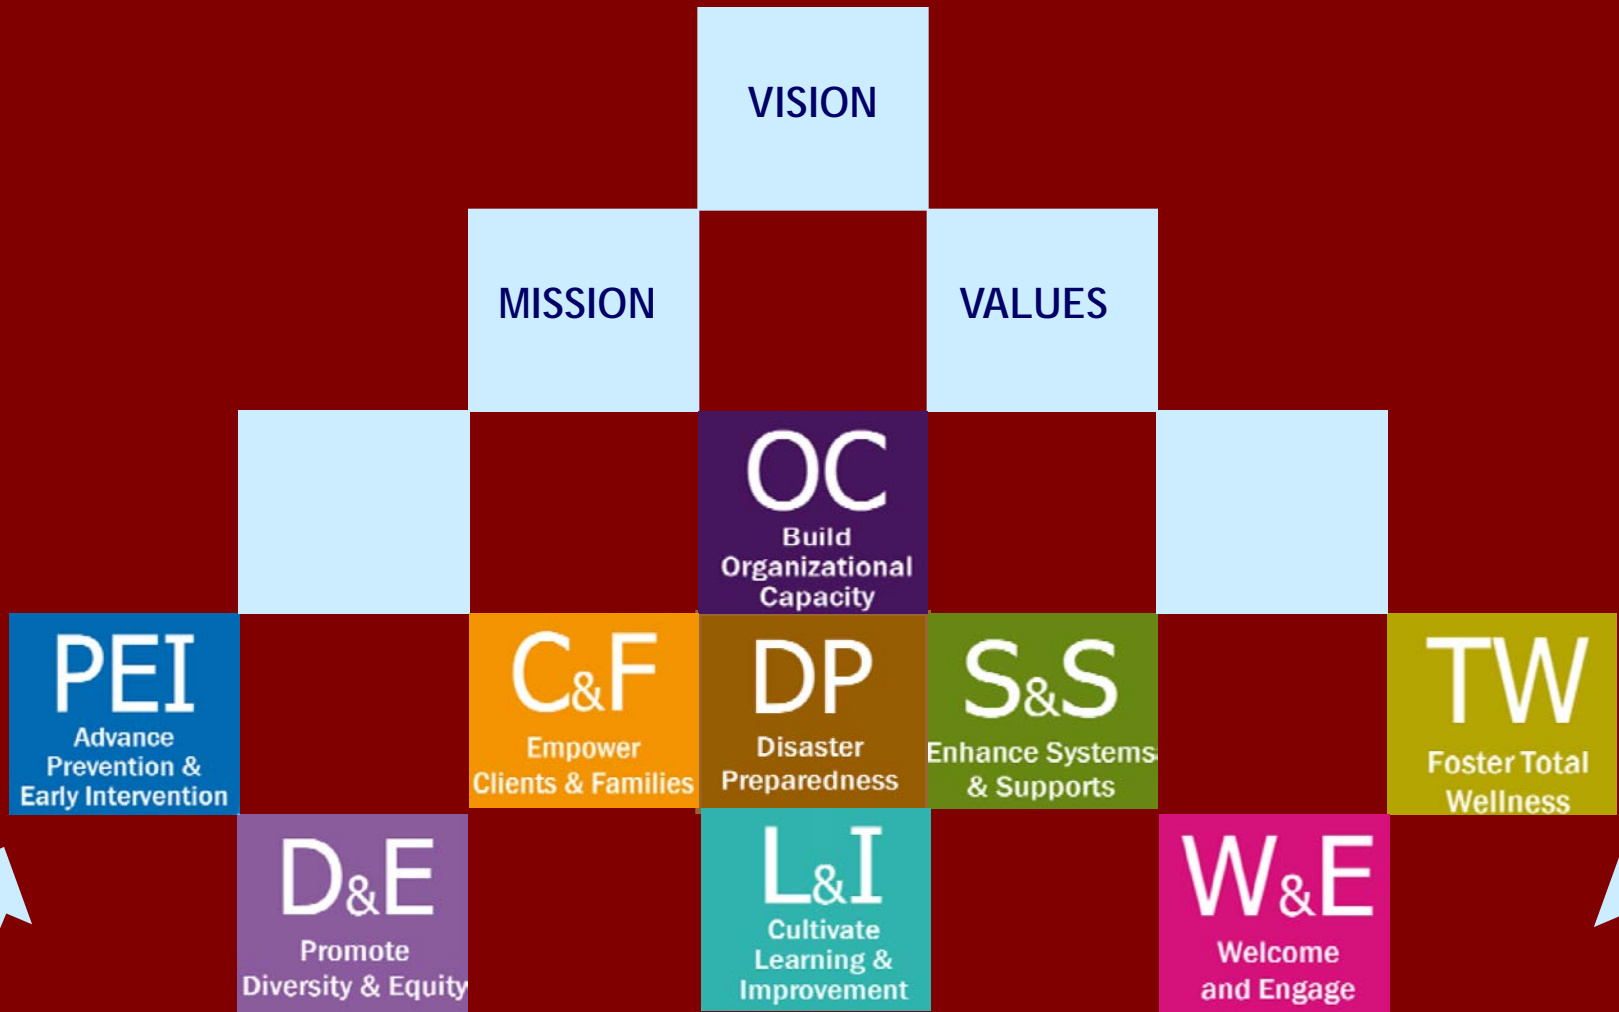 VISION
MISSION
VALUES
OC
Build
Organizational
Capacity
PEI
Advance
Prevention &
Early Intervention
C&F
Empower
Clients & Families
DP
Disaster
Preparedness
S&S
Enhance Systems
& Supports
TW
Foster Total
Wellness
D&E
Promote
Diversity & Equity
L&I
Cultivate
Learning &
Improvement
W&E
Welcome
and Engage